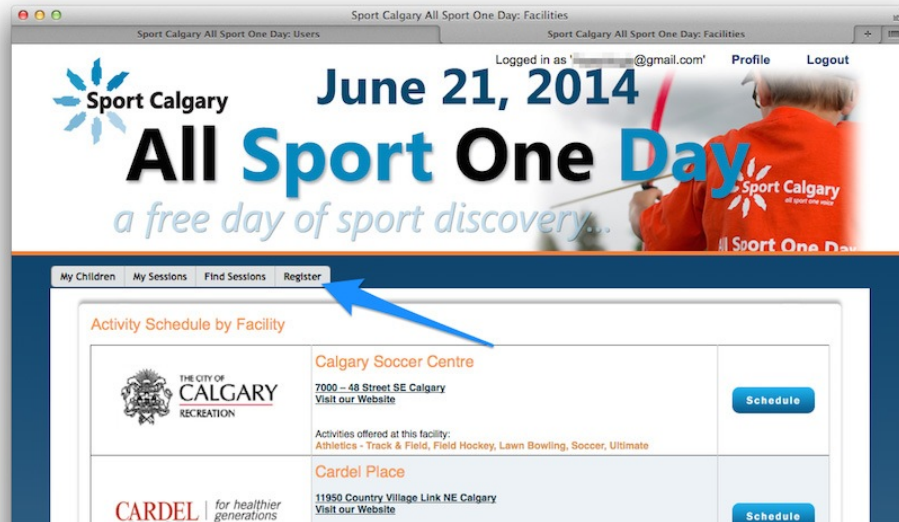 Sport Calgary All Sport One Day: Facilities
Sport Calgary All Sport One Day: Users
Sport Calgary All Sport One Day: Facilities
Logged in as ' @gmail.com' Profile Logout
Sport Calgary
June 21, 2014
All Sport One Day
a free day of sport discovery...
Sport Calgary
all sport one voice
All Sport One Day
My Children My Sessions Find Sessions Register
Activity Schedule by Facility
THE CITY OF
CALGARY
RECREATION
Calgary Soccer Centre
7000 – 48 Street SE Calgary
Visit our Website
Schedule
Activities offered at this facility:
Athletics - Track & Field, Field Hockey, Lawn Bowling, Soccer, Ultimate
CARDEL
for healthier
generations
Cardel Place
11950 Country Village Link NE Calgary
Visit our Website
Schedule